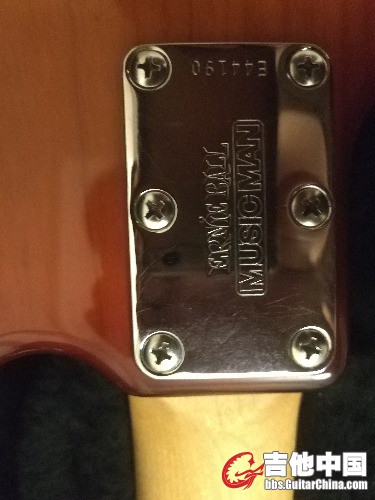 E44190
ERNIE BALL
MUSIC MAN
吉他中国
bbs.GuitarChina.com